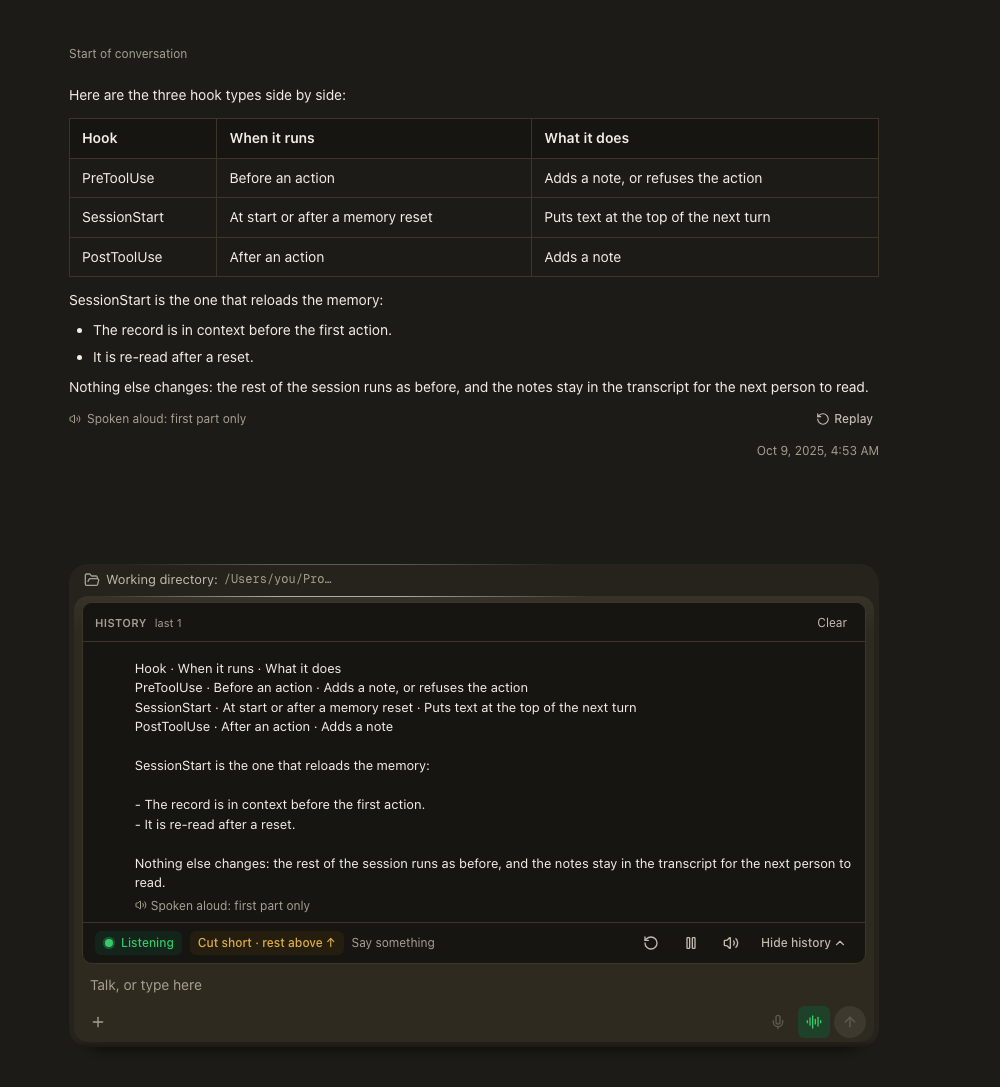 Start of conversation
Here are the three hook types side by side:
Hook When it runs What it does
PreToolUse Before an action Adds a note, or refuses the action
SessionStart At start or after a memory reset Puts text at the top of the next turn
PostToolUse After an action Adds a note
SessionStart is the one that reloads the memory:
• The record is in context before the first action.
• It is re-read after a reset.
Nothing else changes: the rest of the session runs as before, and the notes stay in the transcript for the next person to read.
Spoken aloud: first part only Replay
Oct 9, 2025, 4:53 AM
Working directory: /Users/you/Pro…
HISTORY last 1 Clear
Hook · When it runs · What it does
PreToolUse · Before an action · Adds a note, or refuses the action
SessionStart · At start or after a memory reset · Puts text at the top of the next turn
PostToolUse · After an action · Adds a note
SessionStart is the one that reloads the memory:
- The record is in context before the first action.
- It is re-read after a reset.
Nothing else changes: the rest of the session runs as before, and the notes stay in the transcript for the next person to
read.
Spoken aloud: first part only
Listening Cut short · rest above ↑ Say something Hide history
Talk, or type here